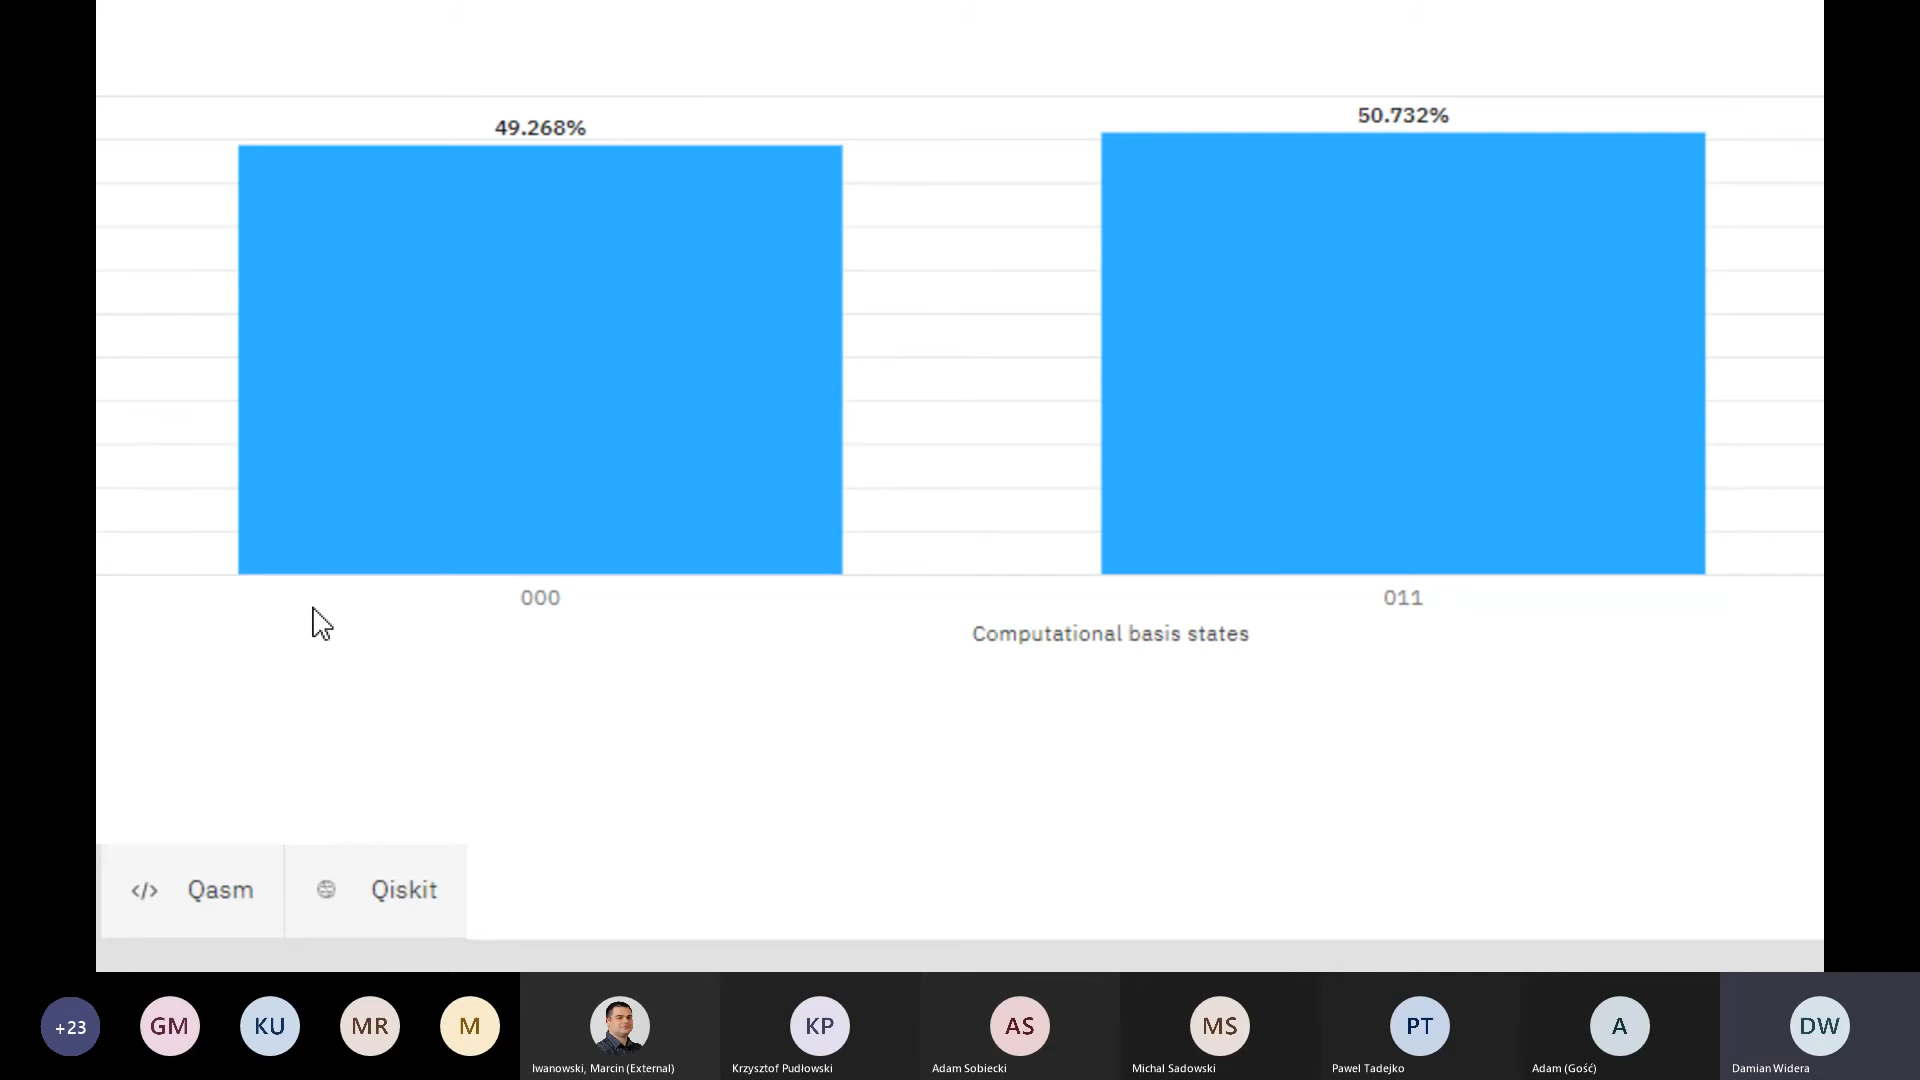 49.268%
50.732%
000
011
Computational basis states
</> Qasm
Qiskit
+23
GM
KU
MR
M
KP
AS
MS
PT
A
DW
Iwanowski, Marcin (External)
Krzysztof Pudłowski
Adam Sobiecki
Michal Sadowski
Pawel Tadejko
Adam (Gość)
Damian Widera